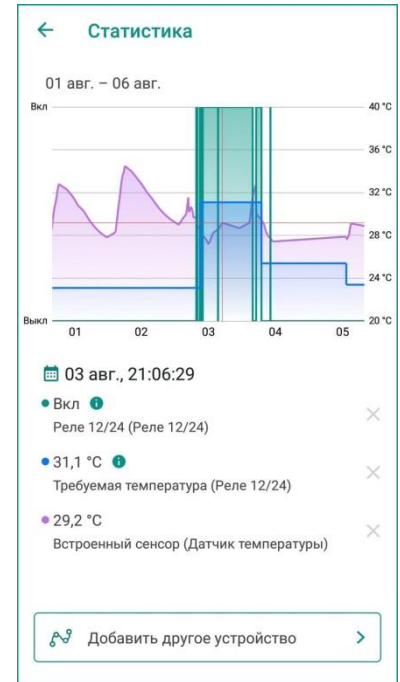 Статистика
01 авг. – 06 авг.
Вкл
40 °C
36 °C
32 °C
28 °C
24 °C
Выкл
20 °C
01 02 03 04 05
03 авг., 21:06:29
Вкл
Реле 12/24 (Реле 12/24)
31,1 °C
Требуемая температура (Реле 12/24)
29,2 °C
Встроенный сенсор (Датчик температуры)
Добавить другое устройство